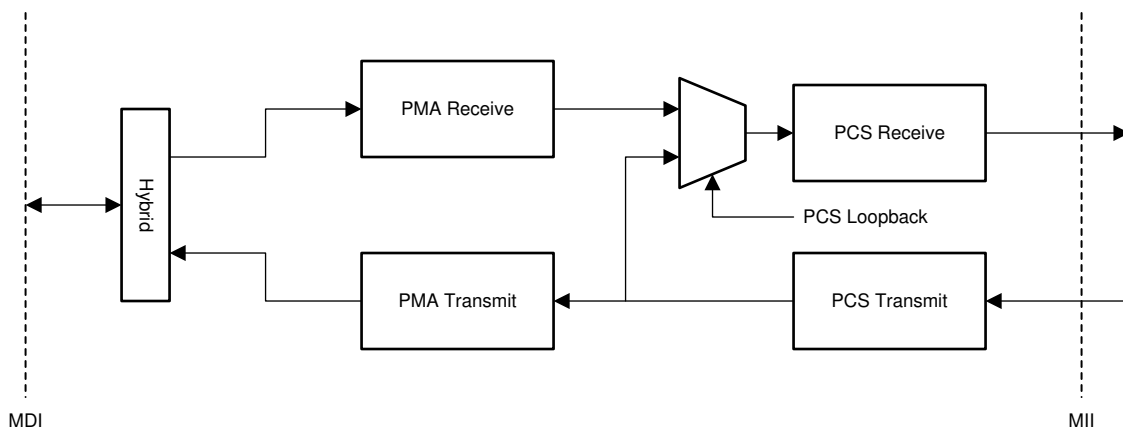 PMA Receive
PCS Receive
Hybrid
PCS Loopback
PMA Transmit
PCS Transmit
MDI
MII